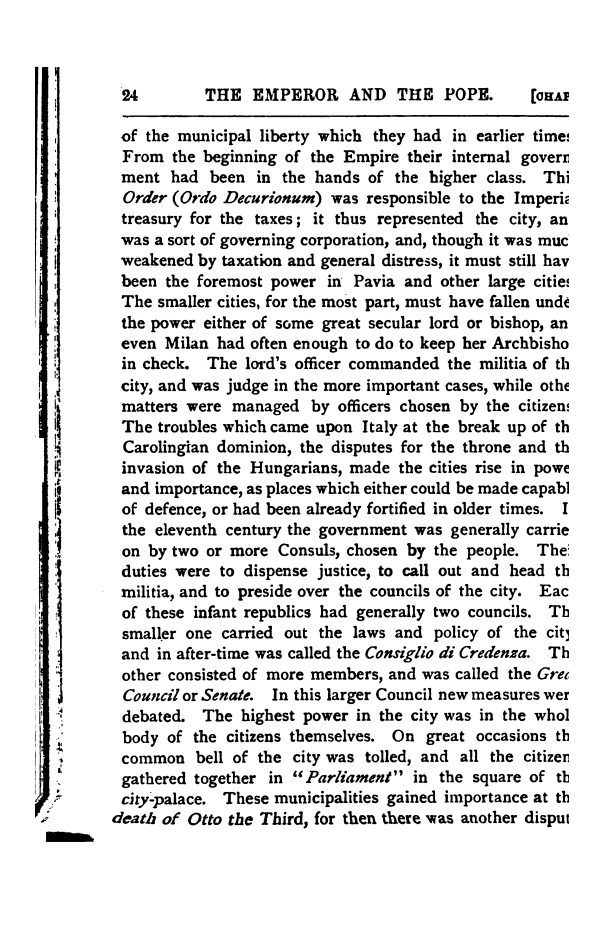 24 THE EMPEROR AND THE POPE. [CHAP
of the municipal liberty which they had in earlier times
From the beginning of the Empire their internal govern
ment had been in the hands of the higher class. Thi
Order (Ordo Decurionum) was responsible to the Imperia
treasury for the taxes; it thus represented the city, an
was a sort of governing corporation, and, though it was muc
weakened by taxation and general distress, it must still hav
been the foremost power in Pavia and other large cities
The smaller cities, for the most part, must have fallen unde
the power either of some great secular lord or bishop, an
even Milan had often enough to do to keep her Archbisho
in check. The lord's officer commanded the militia of th
city, and was judge in the more important cases, while othe
matters were managed by officers chosen by the citizens
The troubles which came upon Italy at the break up of th
Carolingian dominion, the disputes for the throne and th
invasion of the Hungarians, made the cities rise in powe
and importance, as places which either could be made capabl
of defence, or had been already fortified in older times. I
the eleventh century the government was generally carrie
on by two or more Consuls, chosen by the people. Thei
duties were to dispense justice, to call out and head th
militia, and to preside over the councils of the city. Eac
of these infant republics had generally two councils. Th
smaller one carried out the laws and policy of the city
and in after-time was called the Consiglio di Credenza. Th
other consisted of more members, and was called the Grea
Council or Senate. In this larger Council new measures wer
debated. The highest power in the city was in the whol
body of the citizens themselves. On great occasions th
common bell of the city was tolled, and all the citizen
gathered together in "Parliament" in the square of th
city-palace. These municipalities gained importance at th
death of Otto the Third, for then there was another disput